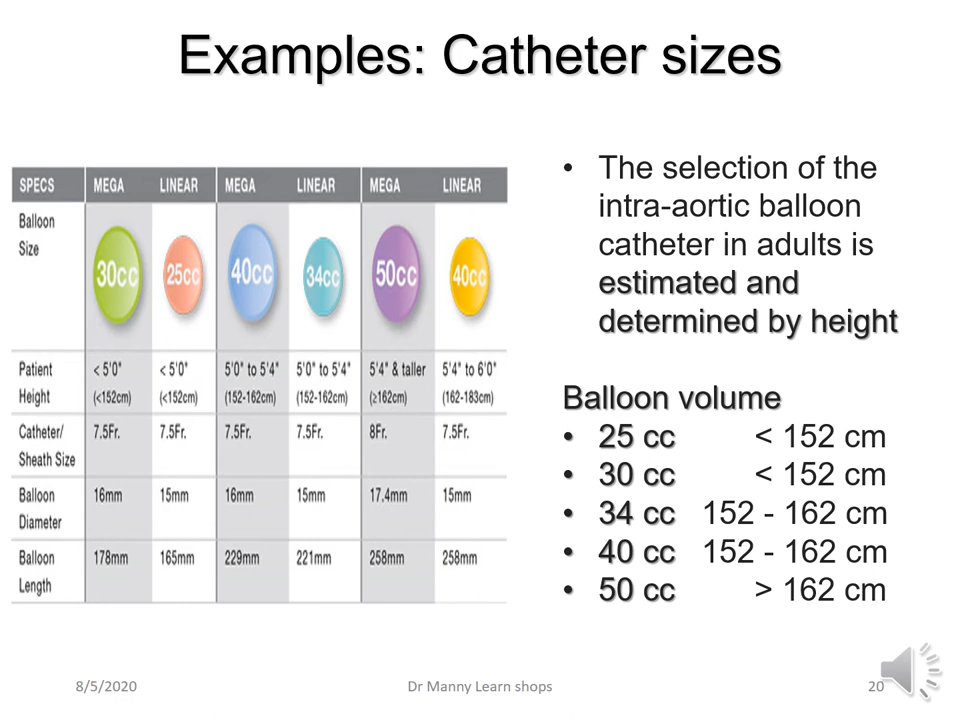 Examples: Catheter sizes
SPECS MEGA LINEAR MEGA LINEAR MEGA LINEAR
Balloon
Size
30cc 25cc 40cc 34cc 50cc 40cc
Patient < 5'0" < 5'0" 5'0" to 5'4" 5'0" to 5'4" 5'4" & taller 5'4" to 6'0"
Height (<152cm) (<152cm) (152-162cm) (152-162cm) (≥162cm) (162-183cm)
Catheter/ 7.5Fr. 7.5Fr. 7.5Fr. 7.5Fr. 8Fr. 7.5Fr.
Sheath Size
Balloon 16mm 15mm 16mm 15mm 17.4mm 15mm
Diameter
Balloon 178mm 165mm 229mm 221mm 258mm 258mm
Length
• The selection of the
intra-aortic balloon
catheter in adults is
estimated and
determined by height
Balloon volume
• 25 cc < 152 cm
• 30 cc < 152 cm
• 34 cc 152 - 162 cm
• 40 cc 152 - 162 cm
• 50 cc > 162 cm
8/5/2020 Dr Manny Learn shops 20